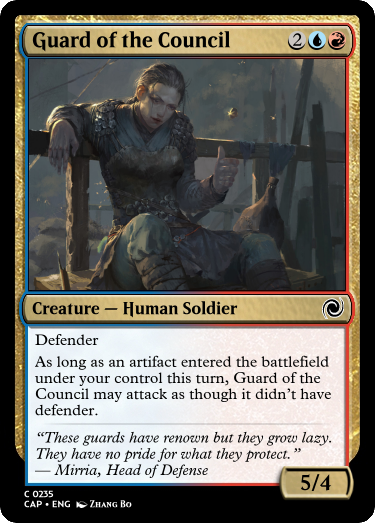 Guard of the Council 2
Creature — Human Soldier
Defender
As long as an artifact entered the battlefield
under your control this turn, Guard of the
Council may attack as though it didn't have
defender.
“These guards have renown but they grow lazy.
They have no pride for what they protect.”
— Mirria, Head of Defense
5/4
C 0235
CAP • ENG Zhang Bo